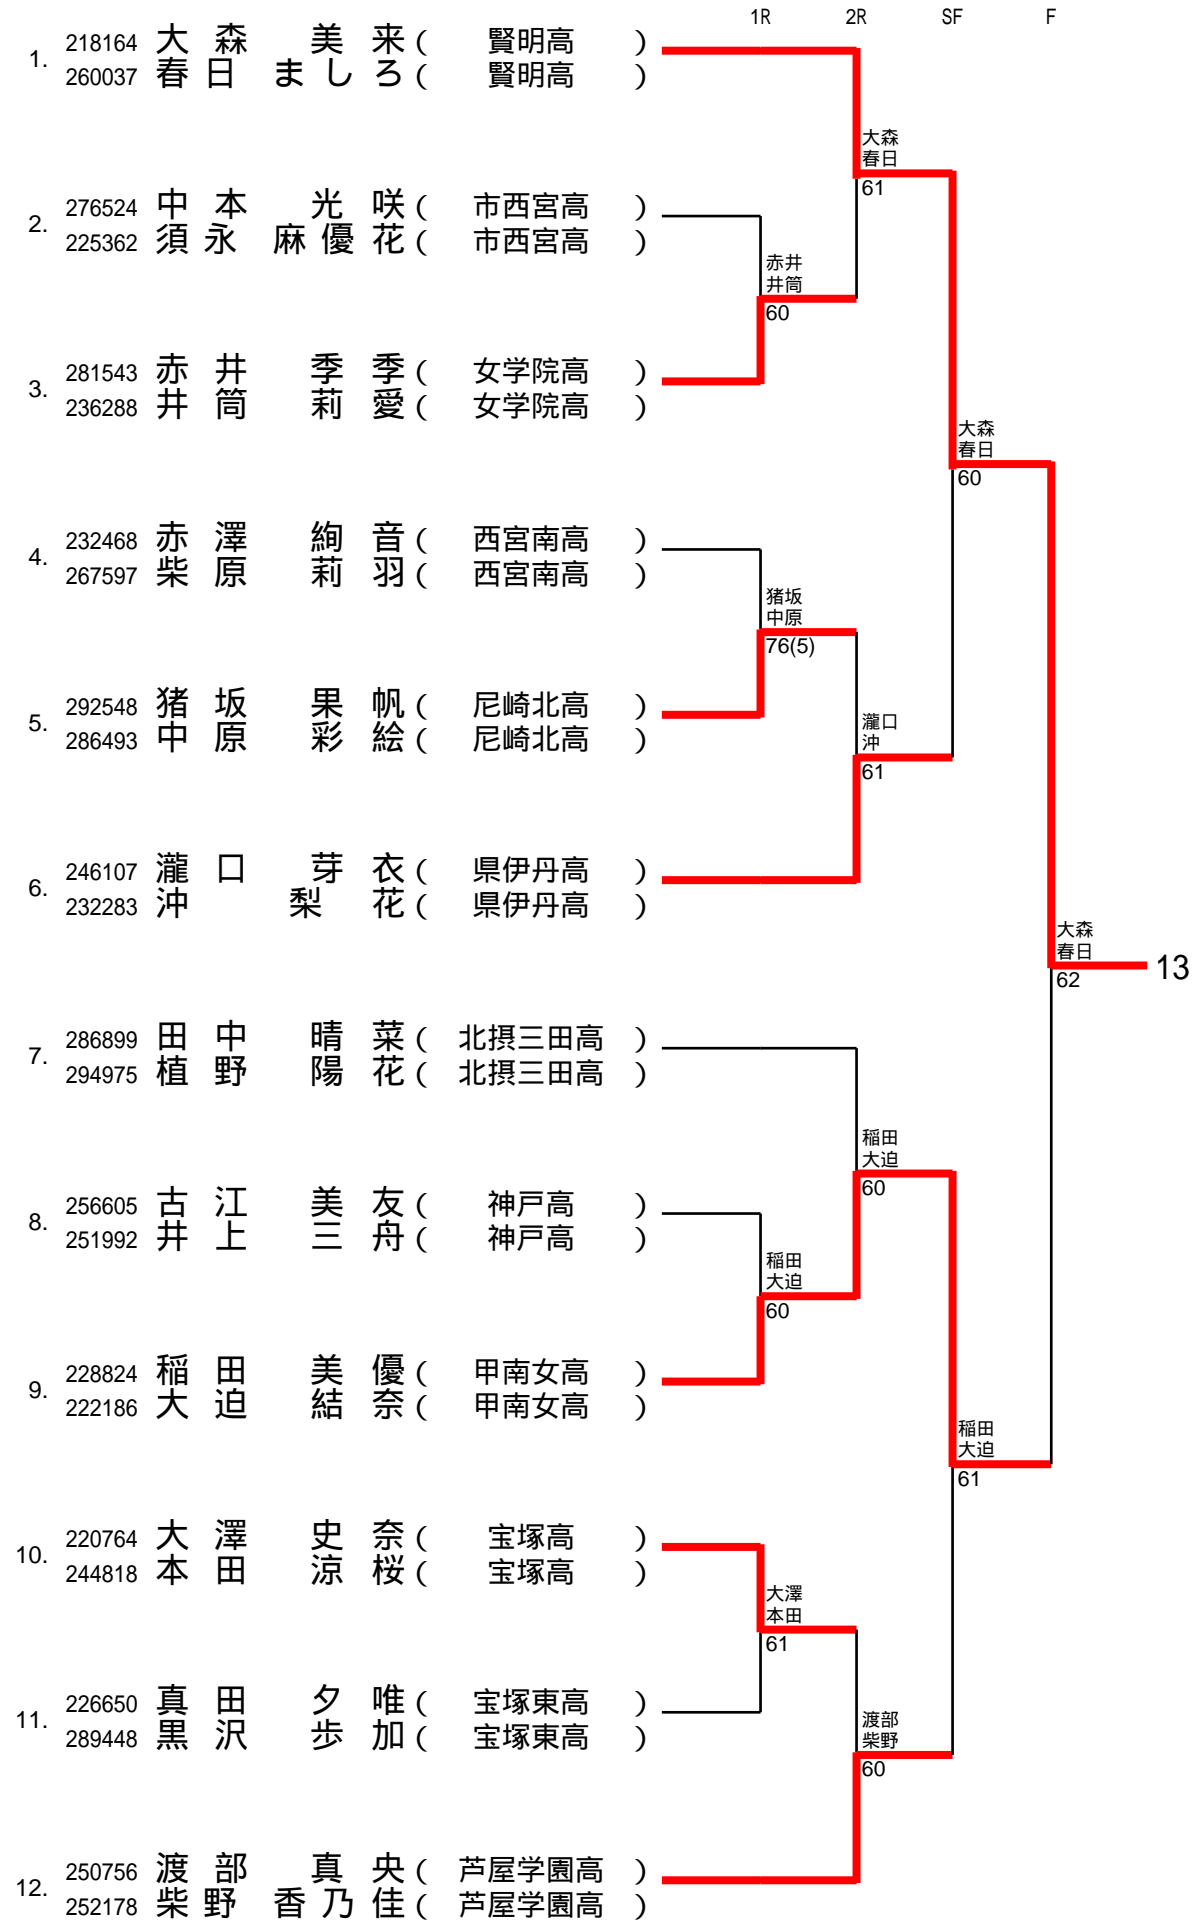 1R 2R SF F
1. 218164 大森 美来 ( 賢明高 )
260037 春日 ましろ ( 賢明高 )
大森
春日
61
2. 276524 中本 光咲 ( 市西宮高 )
225362 須永 麻優花 ( 市西宮高 )
赤井
井筒
60
3. 281543 赤井 季季 ( 女学院高 )
236288 井筒 莉愛 ( 女学院高 )
大森
春日
60
4. 232468 赤澤 絢音 ( 西宮南高 )
267597 柴原 莉羽 ( 西宮南高 )
猪坂
中原
76(5)
5. 292548 猪坂 果帆 ( 尼崎北高 )
286493 中原 彩絵 ( 尼崎北高 )
瀧口
沖
61
6. 246107 瀧口 芽衣 ( 県伊丹高 )
232283 沖 梨花 ( 県伊丹高 )
大森
春日
62
13
7. 286899 田中 晴菜 ( 北摂三田高 )
294975 植野 陽花 ( 北摂三田高 )
稲田
大迫
60
8. 256605 古江 美友 ( 神戸高 )
251992 井上 三舟 ( 神戸高 )
稲田
大迫
60
9. 228824 稲田 美優 ( 甲南女高 )
222186 大迫 結奈 ( 甲南女高 )
稲田
大迫
61
10. 220764 大澤 史奈 ( 宝塚高 )
244818 本田 涼桜 ( 宝塚高 )
大澤
本田
61
11. 226650 真田 夕唯 ( 宝塚東高 )
289448 黒沢 歩加 ( 宝塚東高 )
渡部
柴野
60
12. 250756 渡部 真央 ( 芦屋学園高 )
252178 柴野 香乃佳 ( 芦屋学園高 )